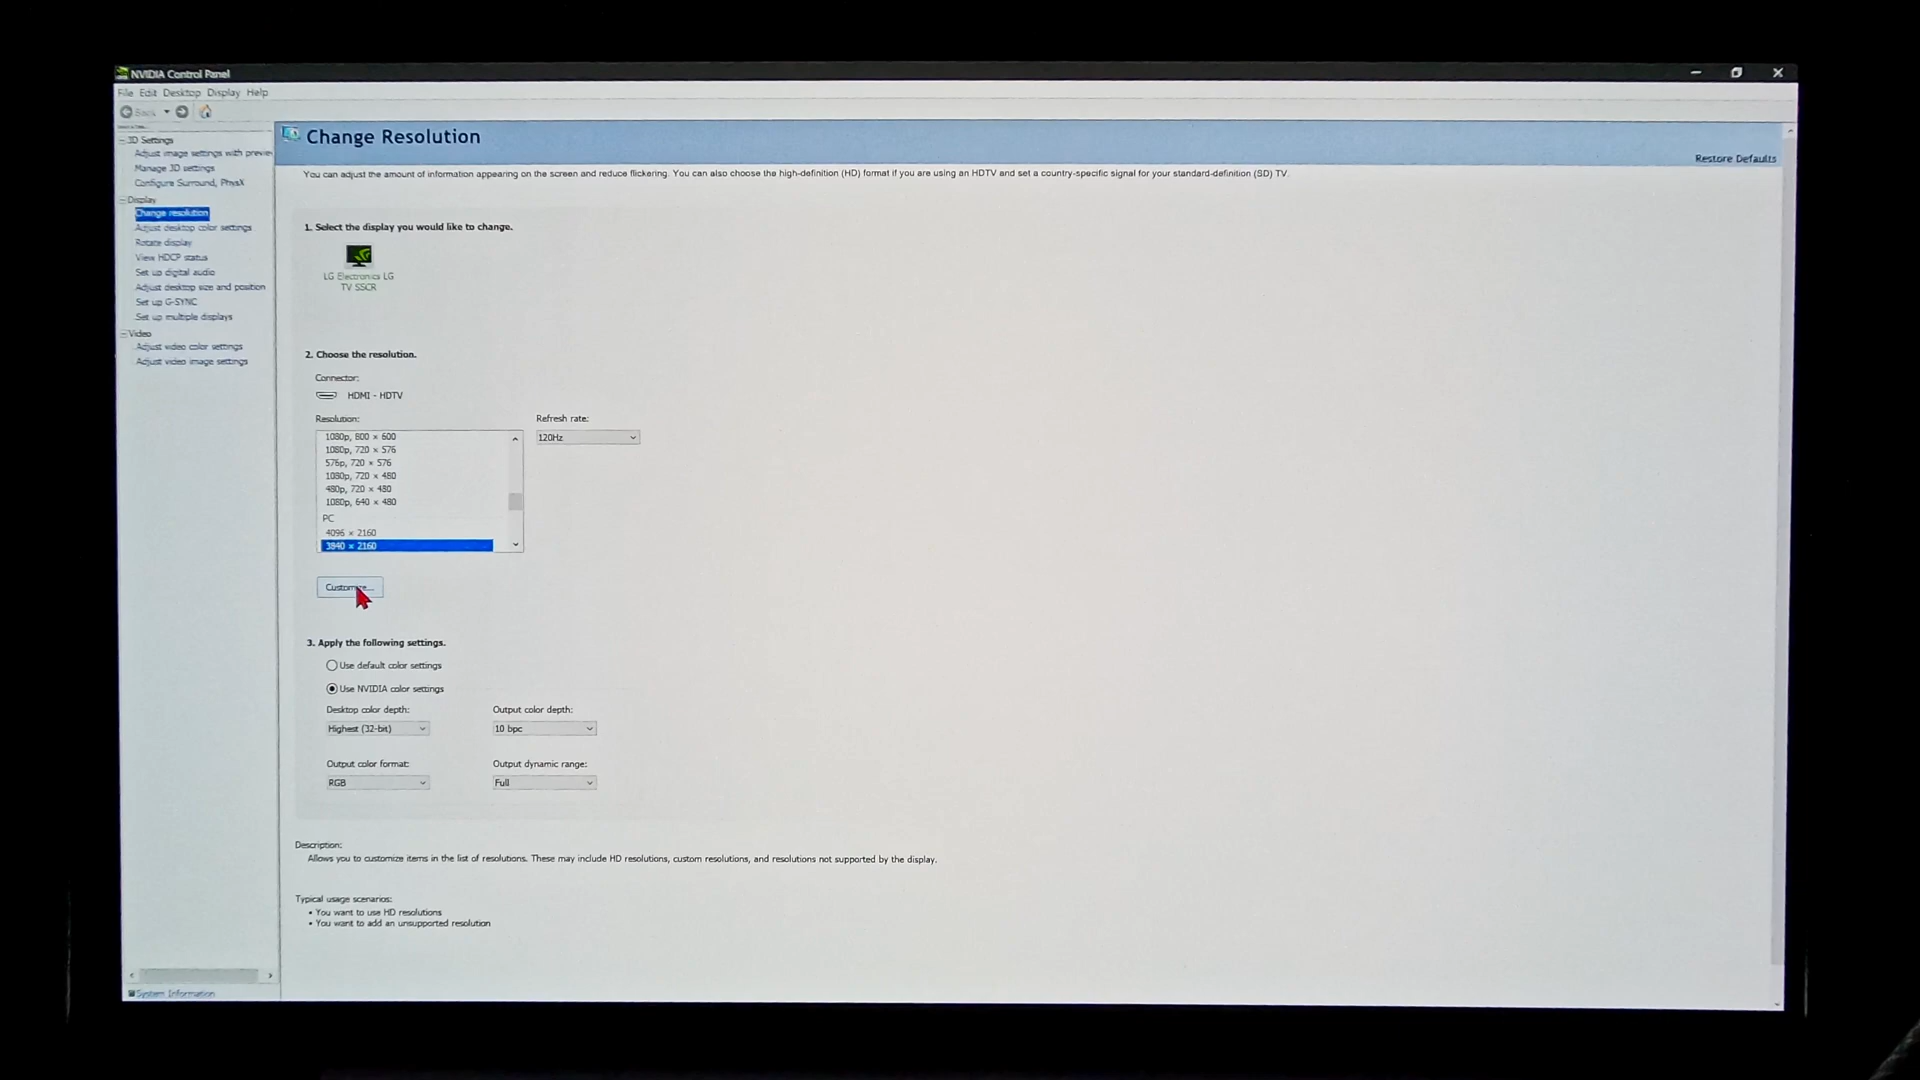 NVIDIA Control Panel
File Edit Desktop Display Help
Back
Change Resolution
Restore Defaults
3D Settings
Adjust image settings with preview
Manage 3D settings
Configure Surround, PhysX
Display
Change resolution
Adjust desktop color settings
Rotate display
View HDCP status
Set up digital audio
Adjust desktop size and position
Set up G-SYNC
Set up multiple displays
Video
Adjust video color settings
Adjust video image settings
System Information
You can adjust the amount of information appearing on the screen and reduce flickering. You can also choose the high-definition (HD) format if you are using an HDTV and set a country-specific signal for your standard-definition (SD) TV.
1. Select the display you would like to change.
LG Electronics LG
TV SSCR
2. Choose the resolution.
Connector:
HDMI - HDTV
Resolution:
Refresh rate:
120Hz
1080p, 800 × 600
1080p, 720 × 576
576p, 720 × 576
1080p, 720 × 480
480p, 720 × 480
1080p, 640 × 480
PC
4096 × 2160
3840 × 2160
Customize...
3. Apply the following settings.
Use default color settings
Use NVIDIA color settings
Desktop color depth:
Output color depth:
Highest (32-bit)
10 bpc
Output color format:
Output dynamic range:
RGB
Full
Description:
Allows you to customize items in the list of resolutions. These may include HD resolutions, custom resolutions, and resolutions not supported by the display.
Typical usage scenarios:
• You want to use HD resolutions
• You want to add an unsupported resolution